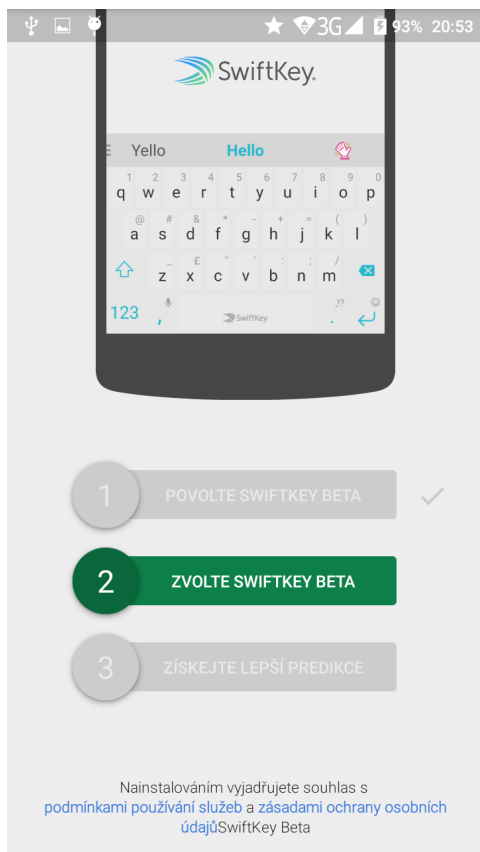 3G 93% 20:53
SwiftKey.
Yello Hello
1 2 3 4 5 6 7 8 9 0
q w e r t y u i o p
@ # & * - + = ( )
a s d f g h j k l
_ £ " ' : ; /
z x c v b n m
123 , SwiftKey . ,!?
1 POVOLTE SWIFTKEY BETA
2 ZVOLTE SWIFTKEY BETA
3 ZÍSKEJTE LEPŠÍ PREDIKCE
Nainstalováním vyjadřujete souhlas s
podmínkami používání služeb a zásadami ochrany osobních
údajůSwiftKey Beta